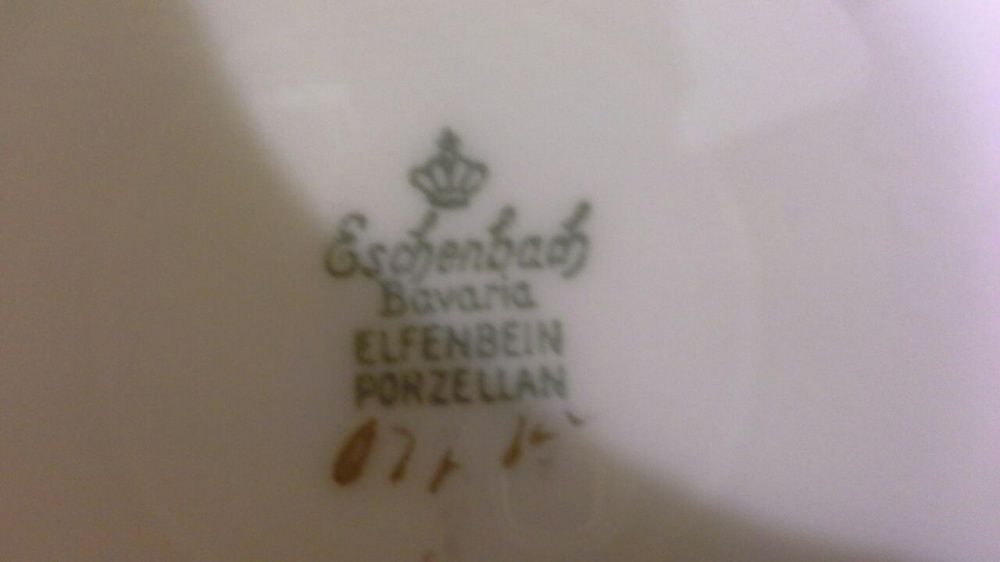 Eschenbach
Bavaria
ELFENBEIN
PORZELLAN